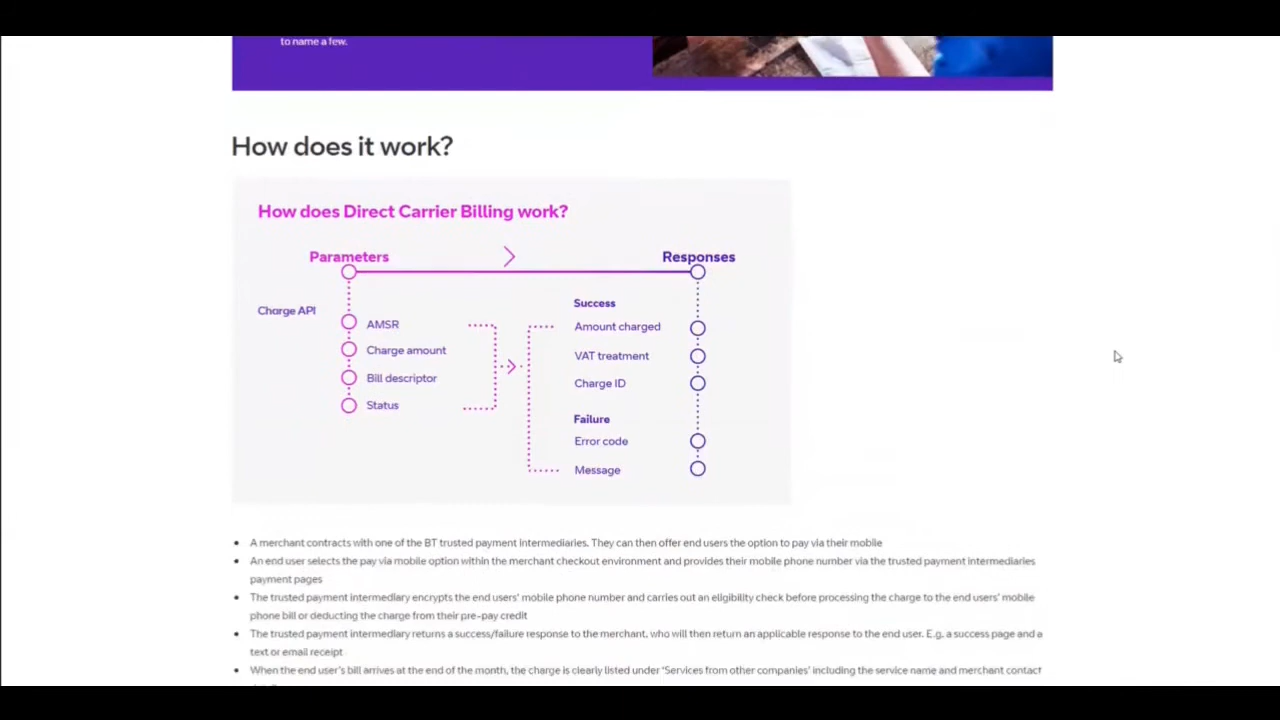 to name a few.
How does it work?
How does Direct Carrier Billing work?
Parameters
Responses
Charge API
AMSR
Charge amount
Bill descriptor
Status
Success
Amount charged
VAT treatment
Charge ID
Failure
Error code
Message
A merchant contracts with one of the BT trusted payment intermediaries. They can then offer end users the option to pay via their mobile
An end user selects the pay via mobile option within the merchant checkout environment and provides their mobile phone number via the trusted payment intermediaries
payment pages
The trusted payment intermediary encrypts the end users' mobile phone number and carries out an eligibility check before processing the charge to the end users' mobile
phone bill or deducting the charge from their pre-pay credit
The trusted payment intermediary returns a success/failure response to the merchant, who will then return an applicable response to the end user. E.g. a success page and a
text or email receipt
When the end user's bill arrives at the end of the month, the charge is clearly listed under 'Services from other companies' including the service name and merchant contact